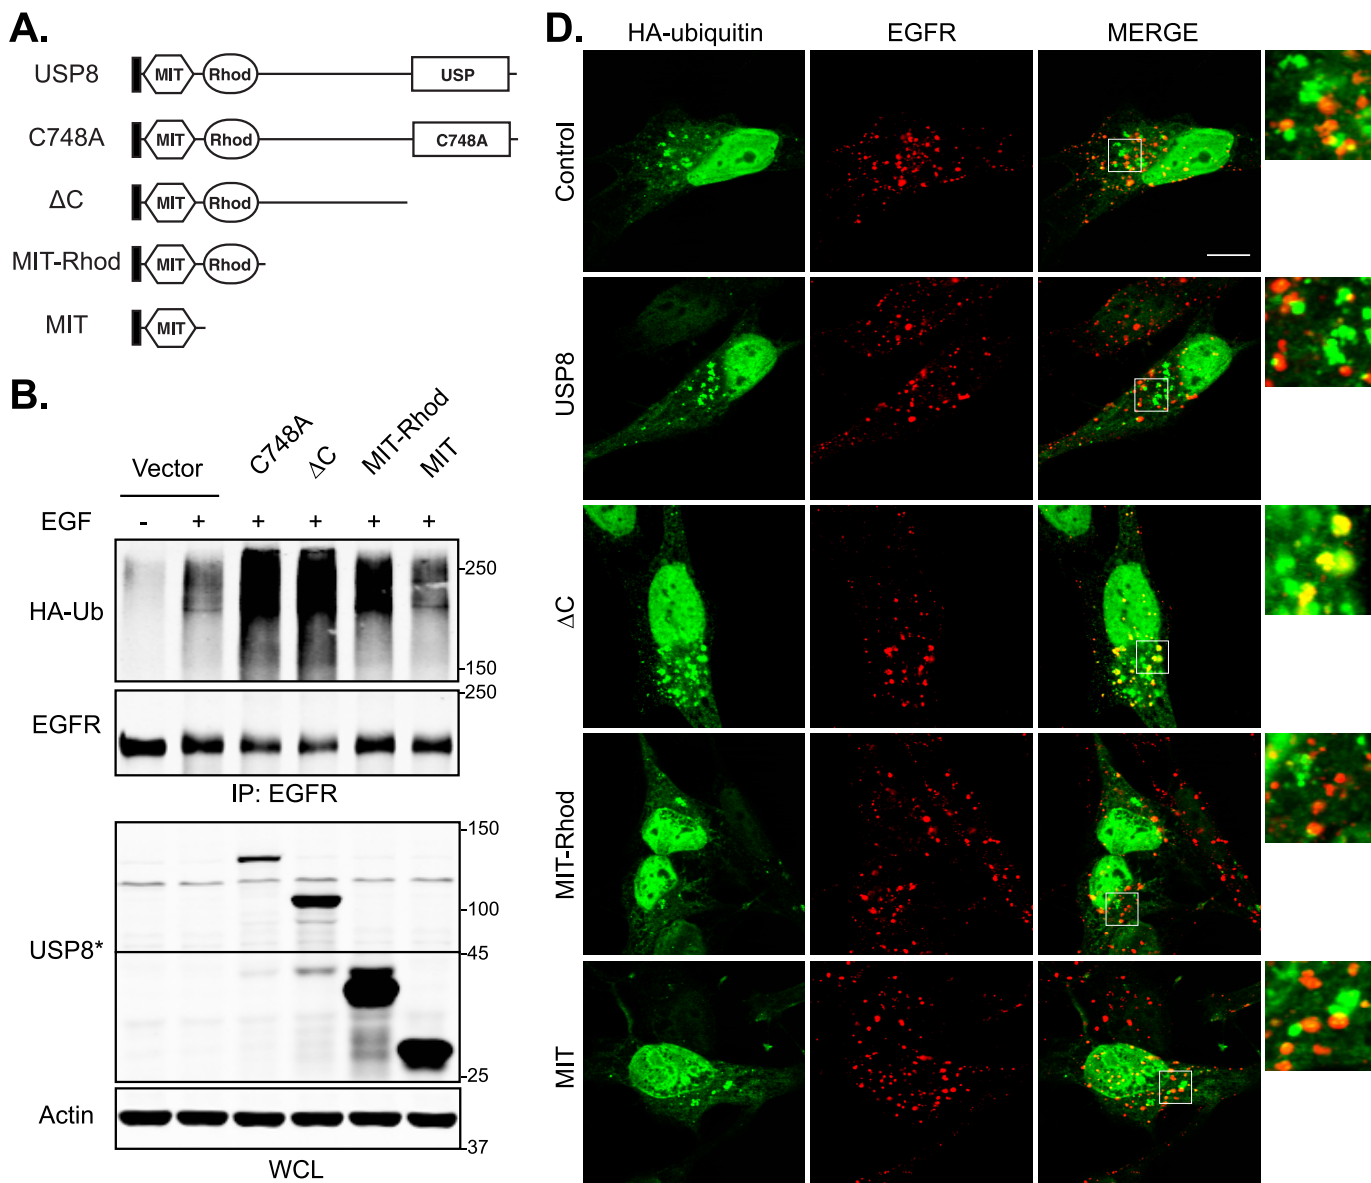 A.
USP8 MIT Rhod USP
C748A MIT Rhod C748A
ΔC MIT Rhod
MIT-Rhod MIT Rhod
MIT MIT
B.
Vector C748A ΔC MIT-Rhod MIT
EGF - + + + + +
HA-Ub -250
-150
EGFR -250
IP: EGFR
USP8* -150
-100
-45
-25
Actin
-37
WCL
D.
HA-ubiquitin EGFR MERGE
Control
USP8
ΔC
MIT-Rhod
MIT